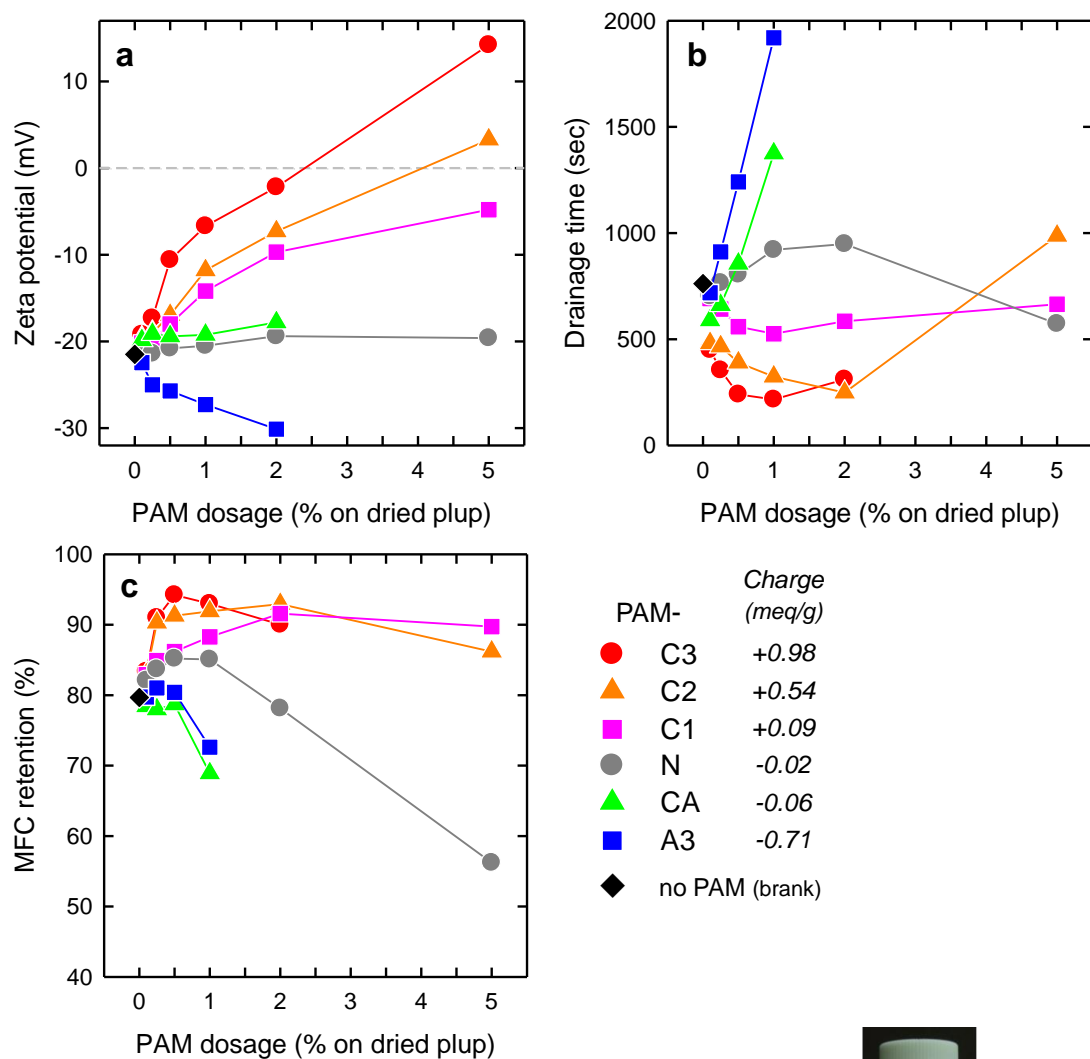 a
Zeta potential (mV)
10
0
-10
-20
-30
0 1 2 3 4 5
PAM dosage (% on dried plup)
b
Drainage time (sec)
2000
1500
1000
500
0
0 1 2 3 4 5
PAM dosage (% on dried plup)
c
MFC retention (%)
100
90
80
70
60
50
40
0 1 2 3 4 5
PAM dosage (% on dried plup)
Charge
PAM- (meq/g)
C3 +0.98
C2 +0.54
C1 +0.09
N -0.02
CA -0.06
A3 -0.71
no PAM (brank)